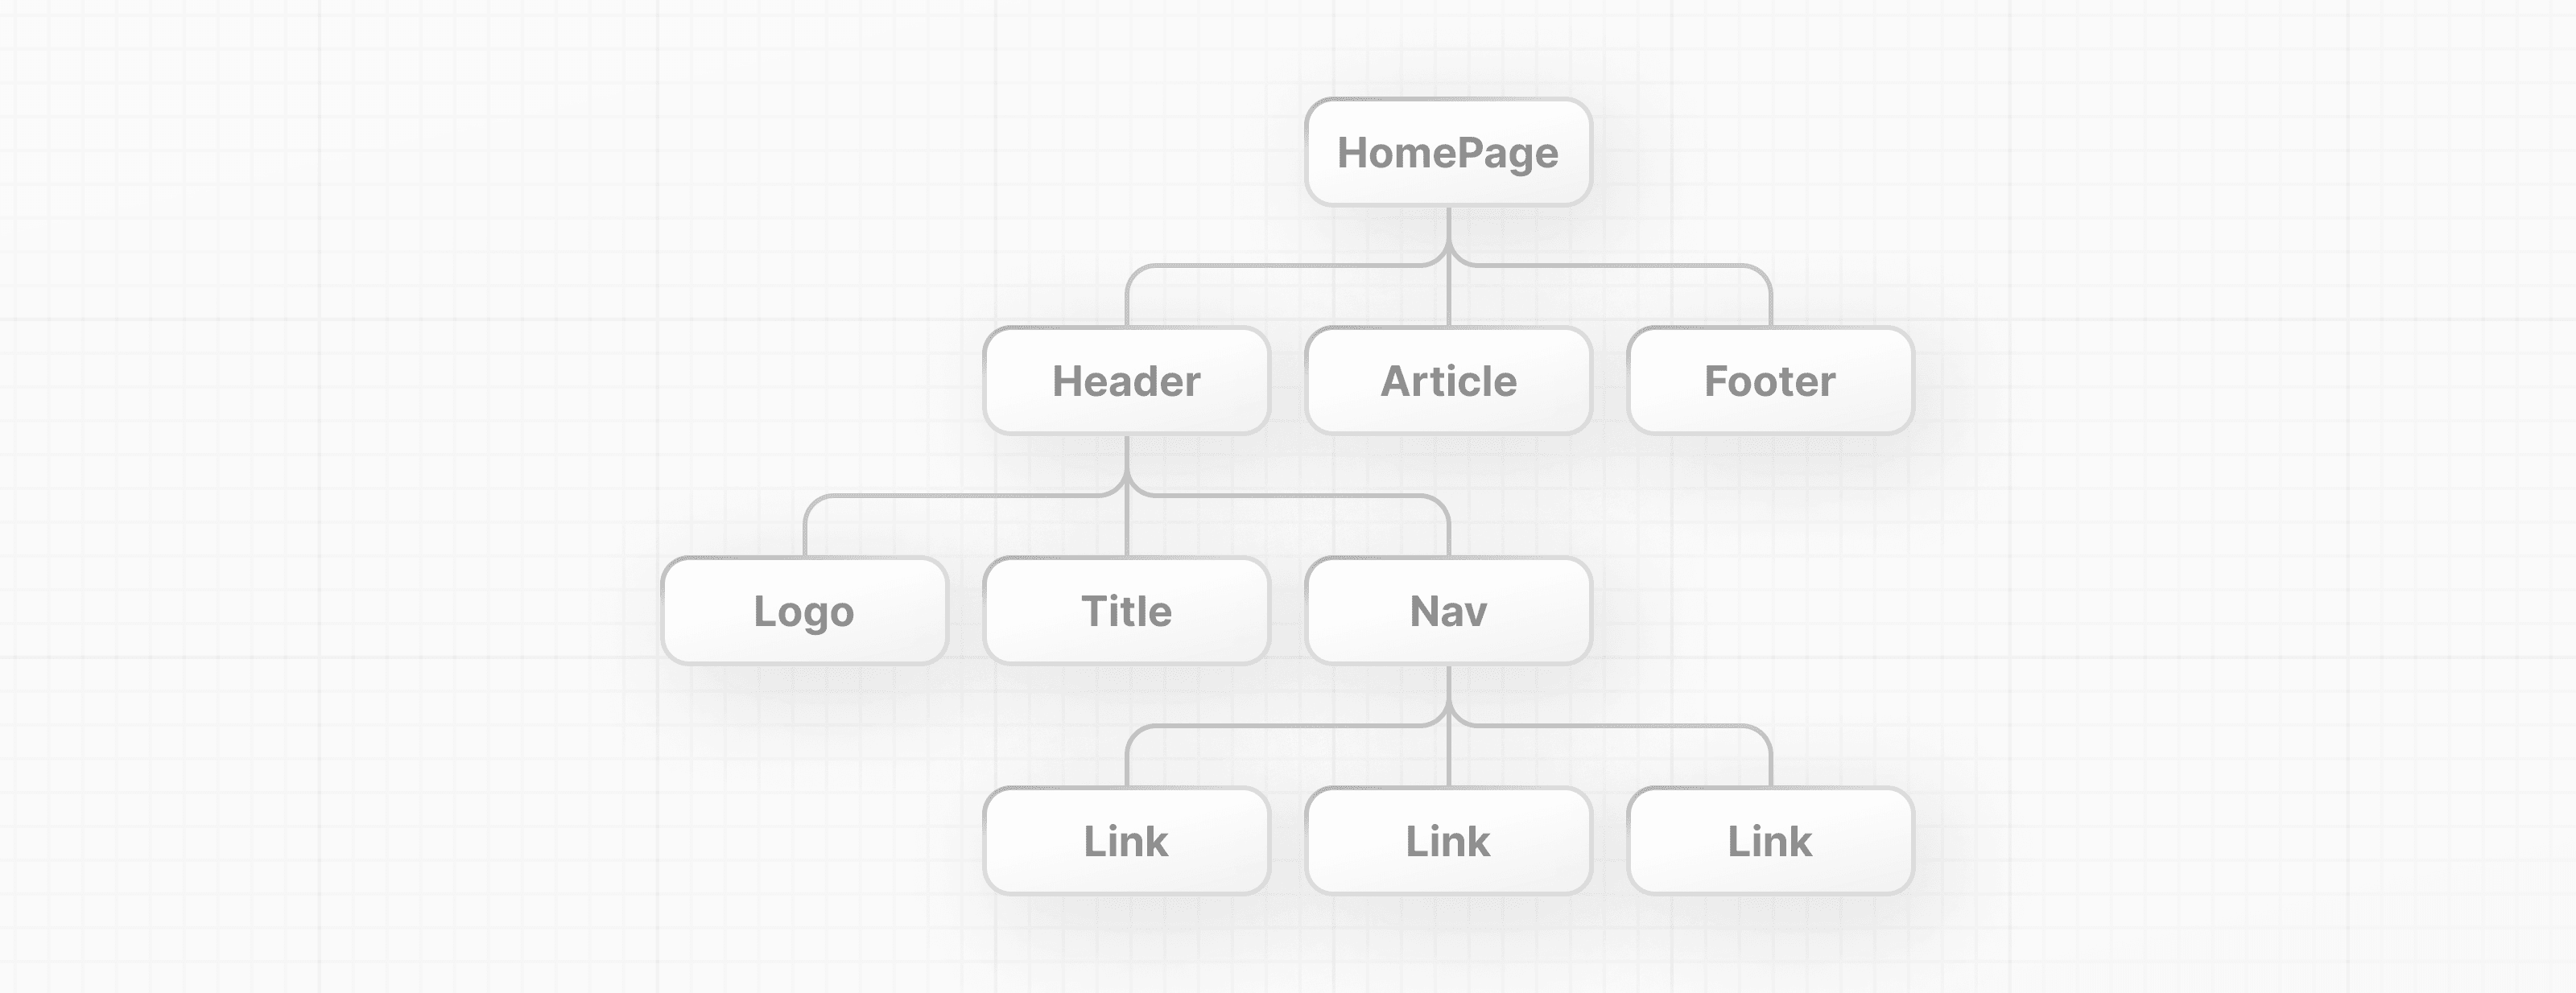 HomePage
Header
Article
Footer
Logo
Title
Nav
Link
Link
Link